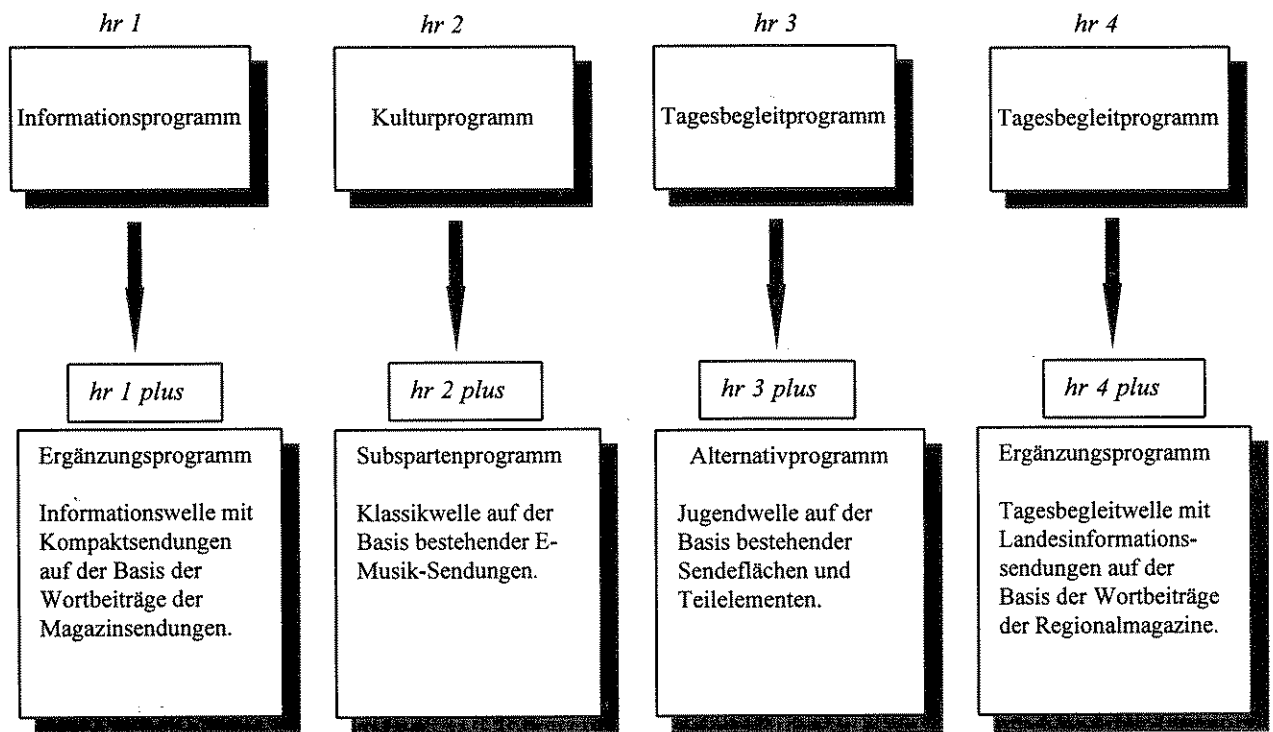 hr 1
hr 2
hr 3
hr 4
Informationsprogramm
Kulturprogramm
Tagesbegleitprogramm
Tagesbegleitprogramm
hr 1 plus
hr 2 plus
hr 3 plus
hr 4 plus
Ergänzungsprogramm
Informationswelle mit
Kompaktsendungen
auf der Basis der
Wortbeiträge der
Magazinsendungen.
Subspartenprogramm
Klassikwelle auf der
Basis bestehender E-
Musik-Sendungen.
Alternativprogramm
Jugendwelle auf der
Basis bestehender
Sendeflächen und
Teilelementen.
Ergänzungsprogramm
Tagesbegleitwelle mit
Landesinformations-
sendungen auf der
Basis der Wortbeiträge
der Regionalmagazine.